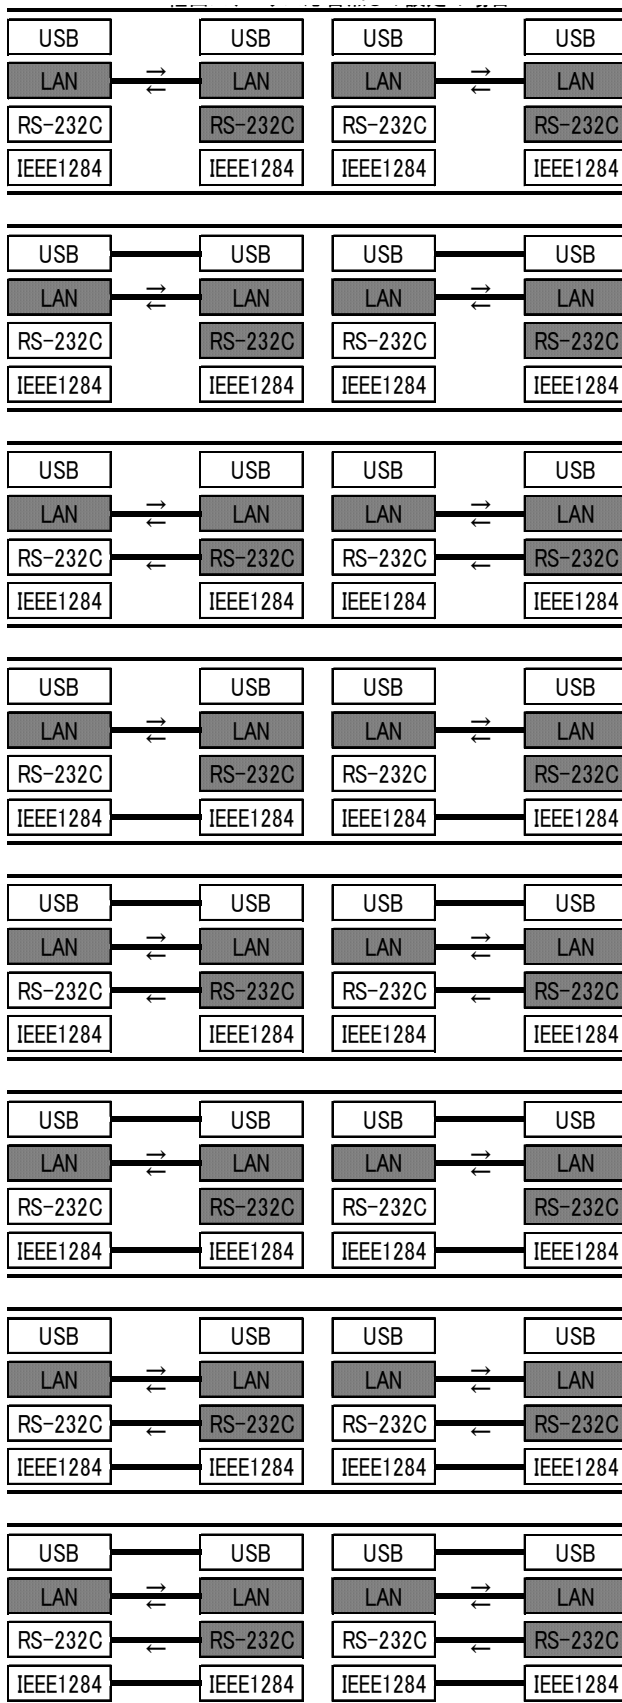 USB USB USB USB
LAN → ← LAN LAN → ← LAN
RS-232C RS-232C RS-232C RS-232C
IEEE1284 IEEE1284 IEEE1284 IEEE1284
USB USB USB USB
LAN → ← LAN LAN → ← LAN
RS-232C RS-232C RS-232C RS-232C
IEEE1284 IEEE1284 IEEE1284 IEEE1284
USB USB USB USB
LAN → ← LAN LAN → ← LAN
RS-232C ← RS-232C RS-232C ← RS-232C
IEEE1284 IEEE1284 IEEE1284 IEEE1284
USB USB USB USB
LAN → ← LAN LAN → ← LAN
RS-232C RS-232C RS-232C RS-232C
IEEE1284 IEEE1284 IEEE1284 IEEE1284
USB USB USB USB
LAN → ← LAN LAN → ← LAN
RS-232C ← RS-232C RS-232C ← RS-232C
IEEE1284 IEEE1284 IEEE1284 IEEE1284
USB USB USB USB
LAN → ← LAN LAN → ← LAN
RS-232C RS-232C RS-232C RS-232C
IEEE1284 IEEE1284 IEEE1284 IEEE1284
USB USB USB USB
LAN → ← LAN LAN → ← LAN
RS-232C ← RS-232C RS-232C ← RS-232C
IEEE1284 IEEE1284 IEEE1284 IEEE1284
USB USB USB USB
LAN → ← LAN LAN → ← LAN
RS-232C ← RS-232C RS-232C ← RS-232C
IEEE1284 IEEE1284 IEEE1284 IEEE1284